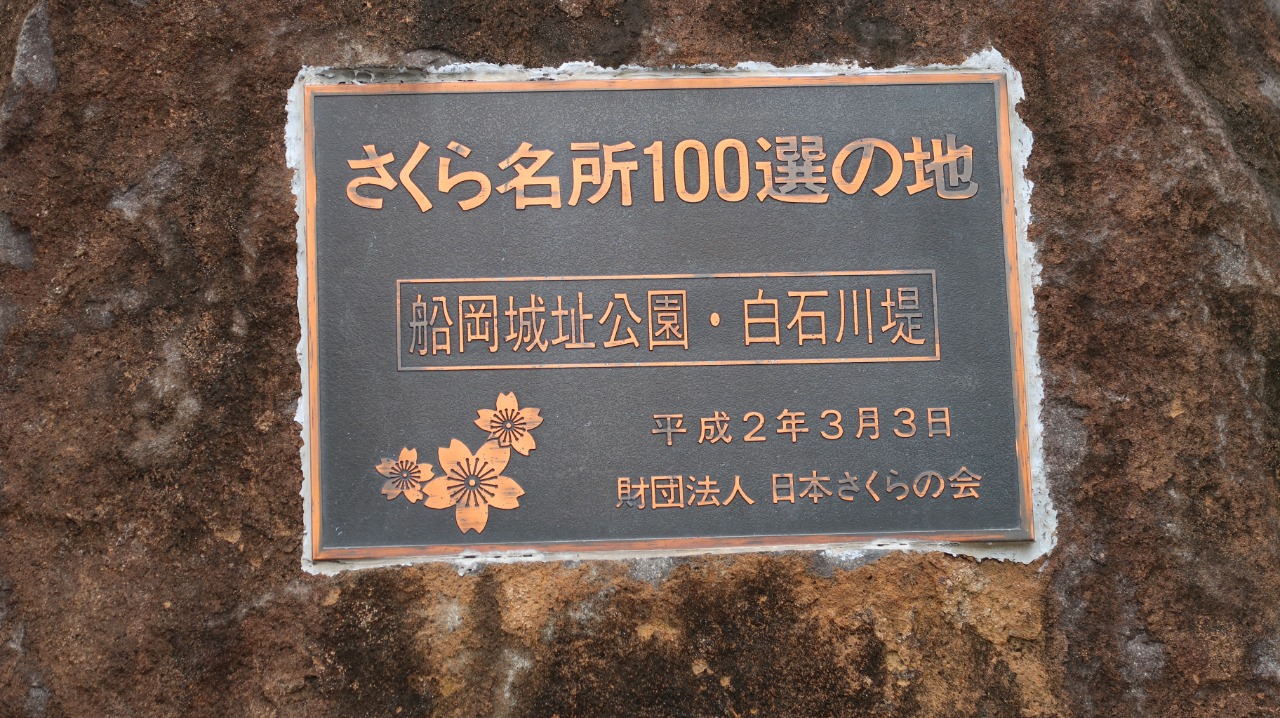 さくら名所100選の地
船岡城址公園・白石川堤
平成2年3月3日
財団法人 日本さくらの会